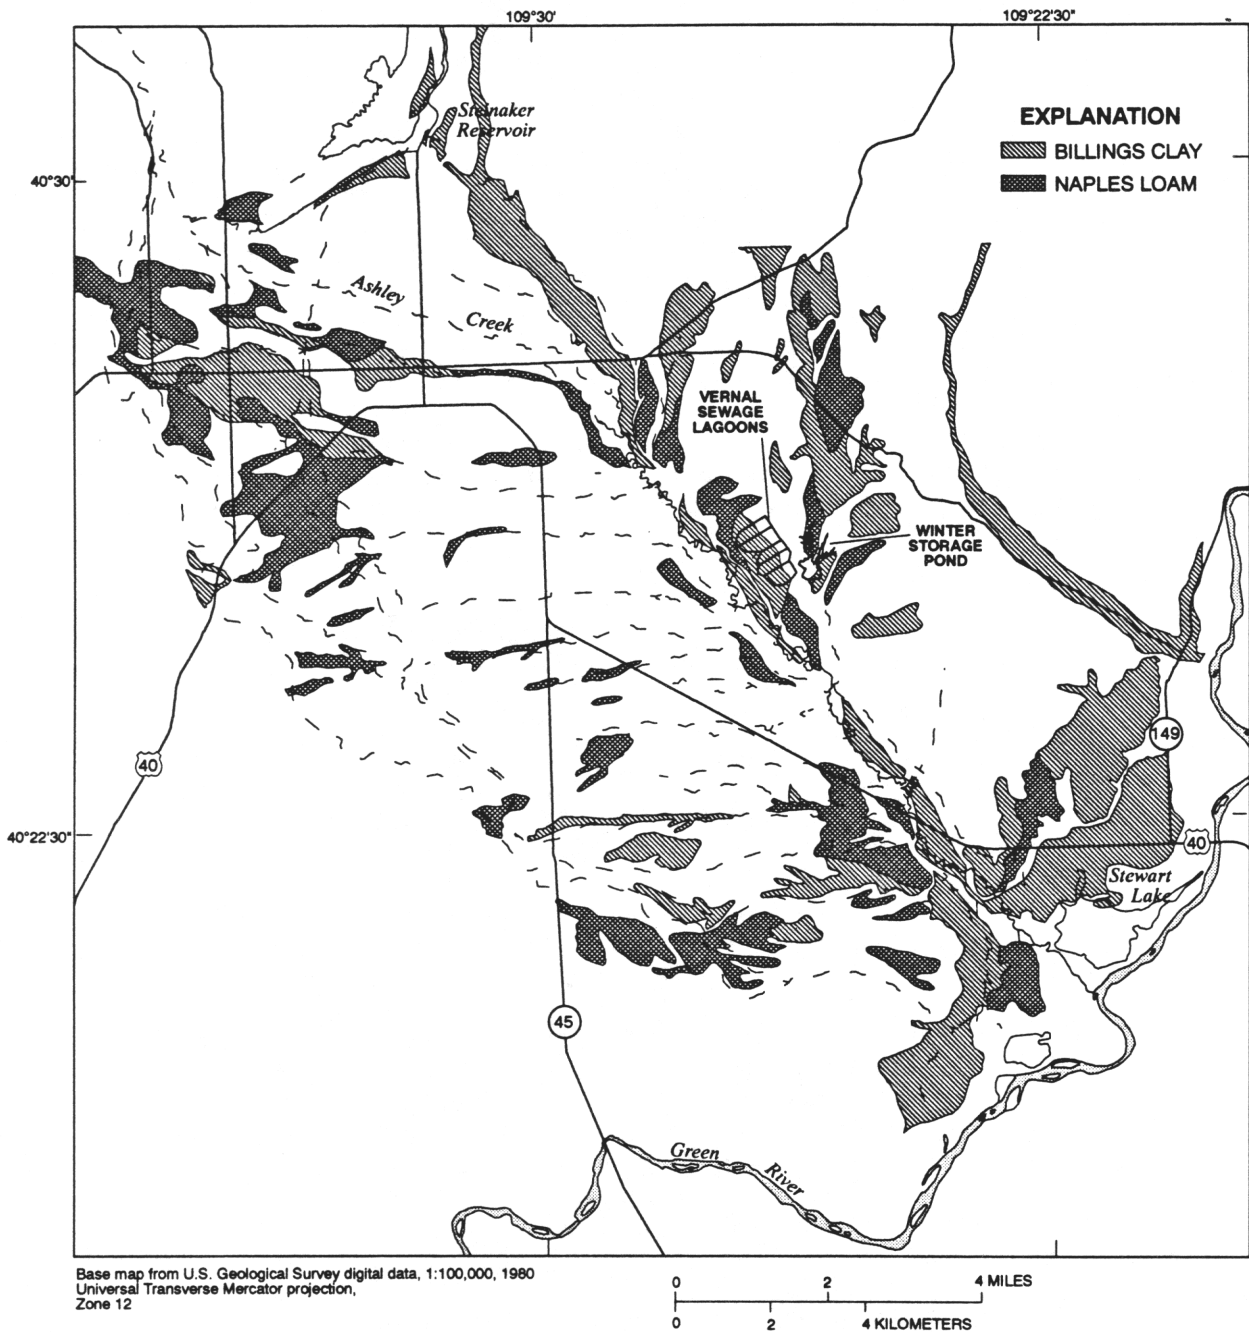 109°30'
109°22'30"
EXPLANATION
BILLINGS CLAY
NAPLES LOAM
Steinaker
Reservoir
40°30'
Ashley
Creek
VERNAL
SEWAGE
LAGOONS
WINTER
STORAGE
POND
149
40
40°22'30"
40
Stewart
Lake
45
Green
River
Base map from U.S. Geological Survey digital data, 1:100,000, 1980
Universal Transverse Mercator projection,
Zone 12
0 2 4 MILES
0 2 4 KILOMETERS